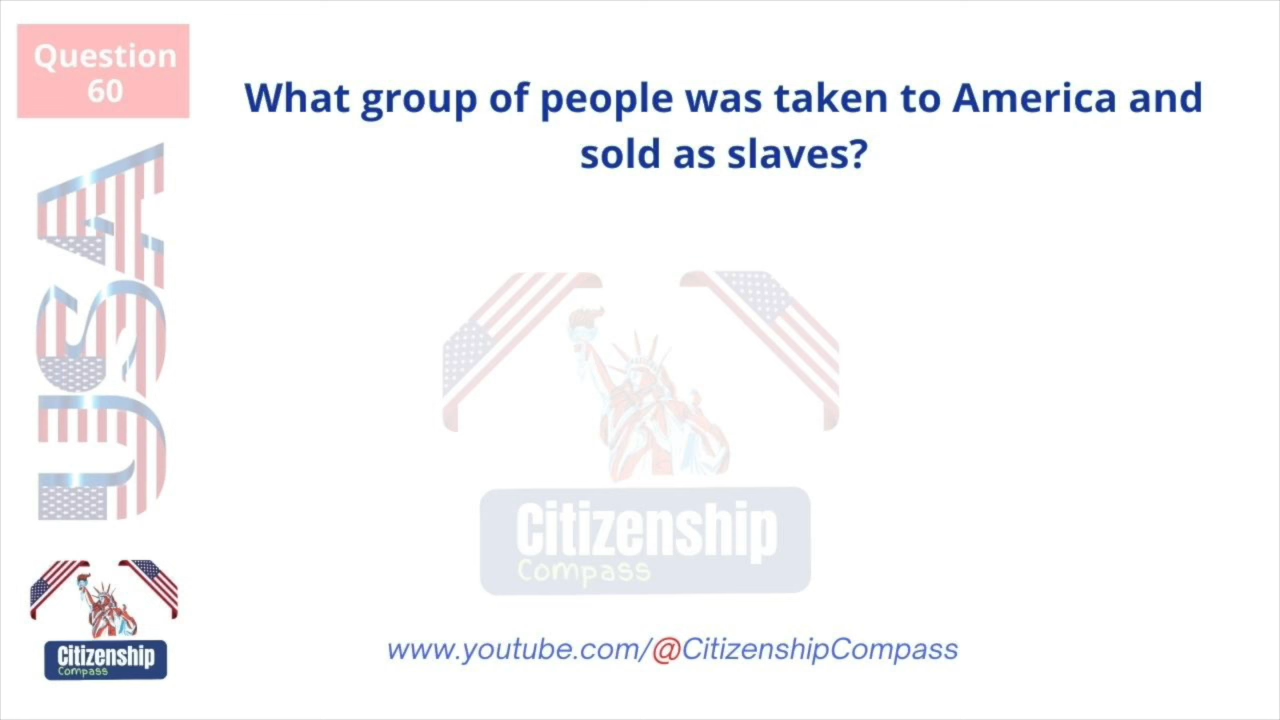 Question
60
What group of people was taken to America and
sold as slaves?
USA
Citizenship
Compass
Citizenship
Compass
www.youtube.com/@CitizenshipCompass